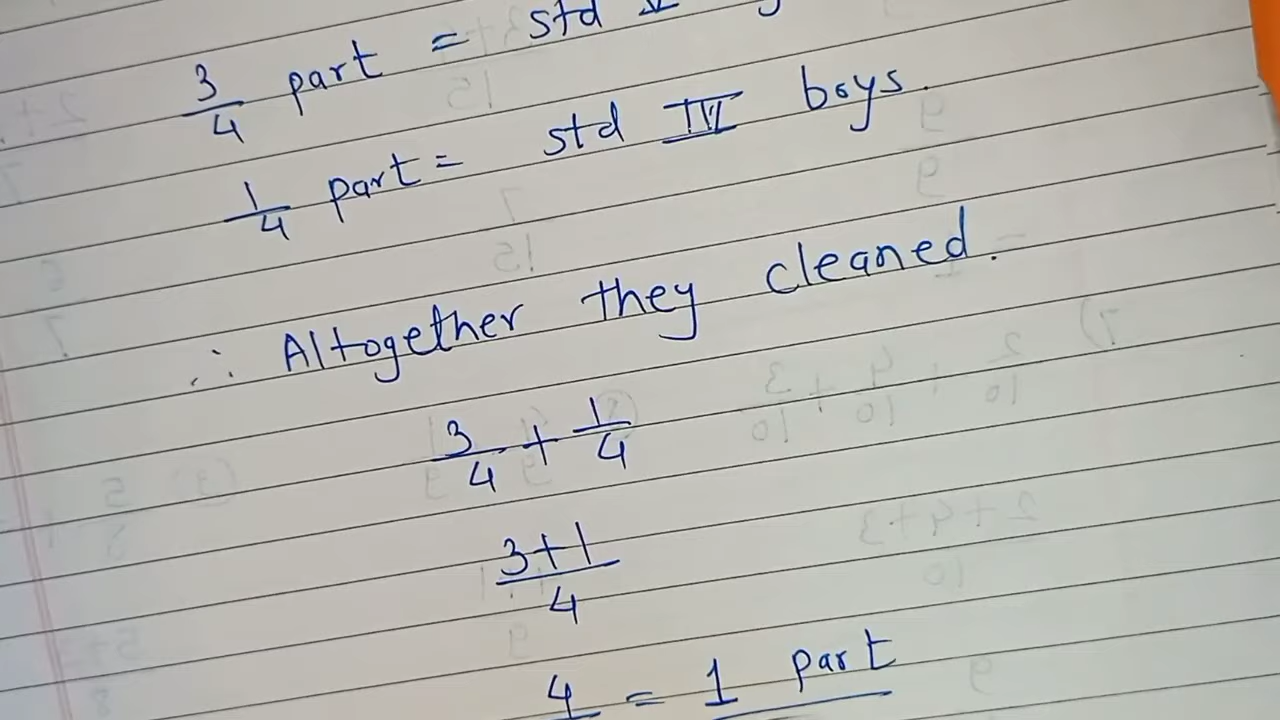 3/4 part = std V
1/4 part = std IV boys.
∴ Altogether they cleaned.
3/4 + 1/4
3+1/4
4 = 1 part